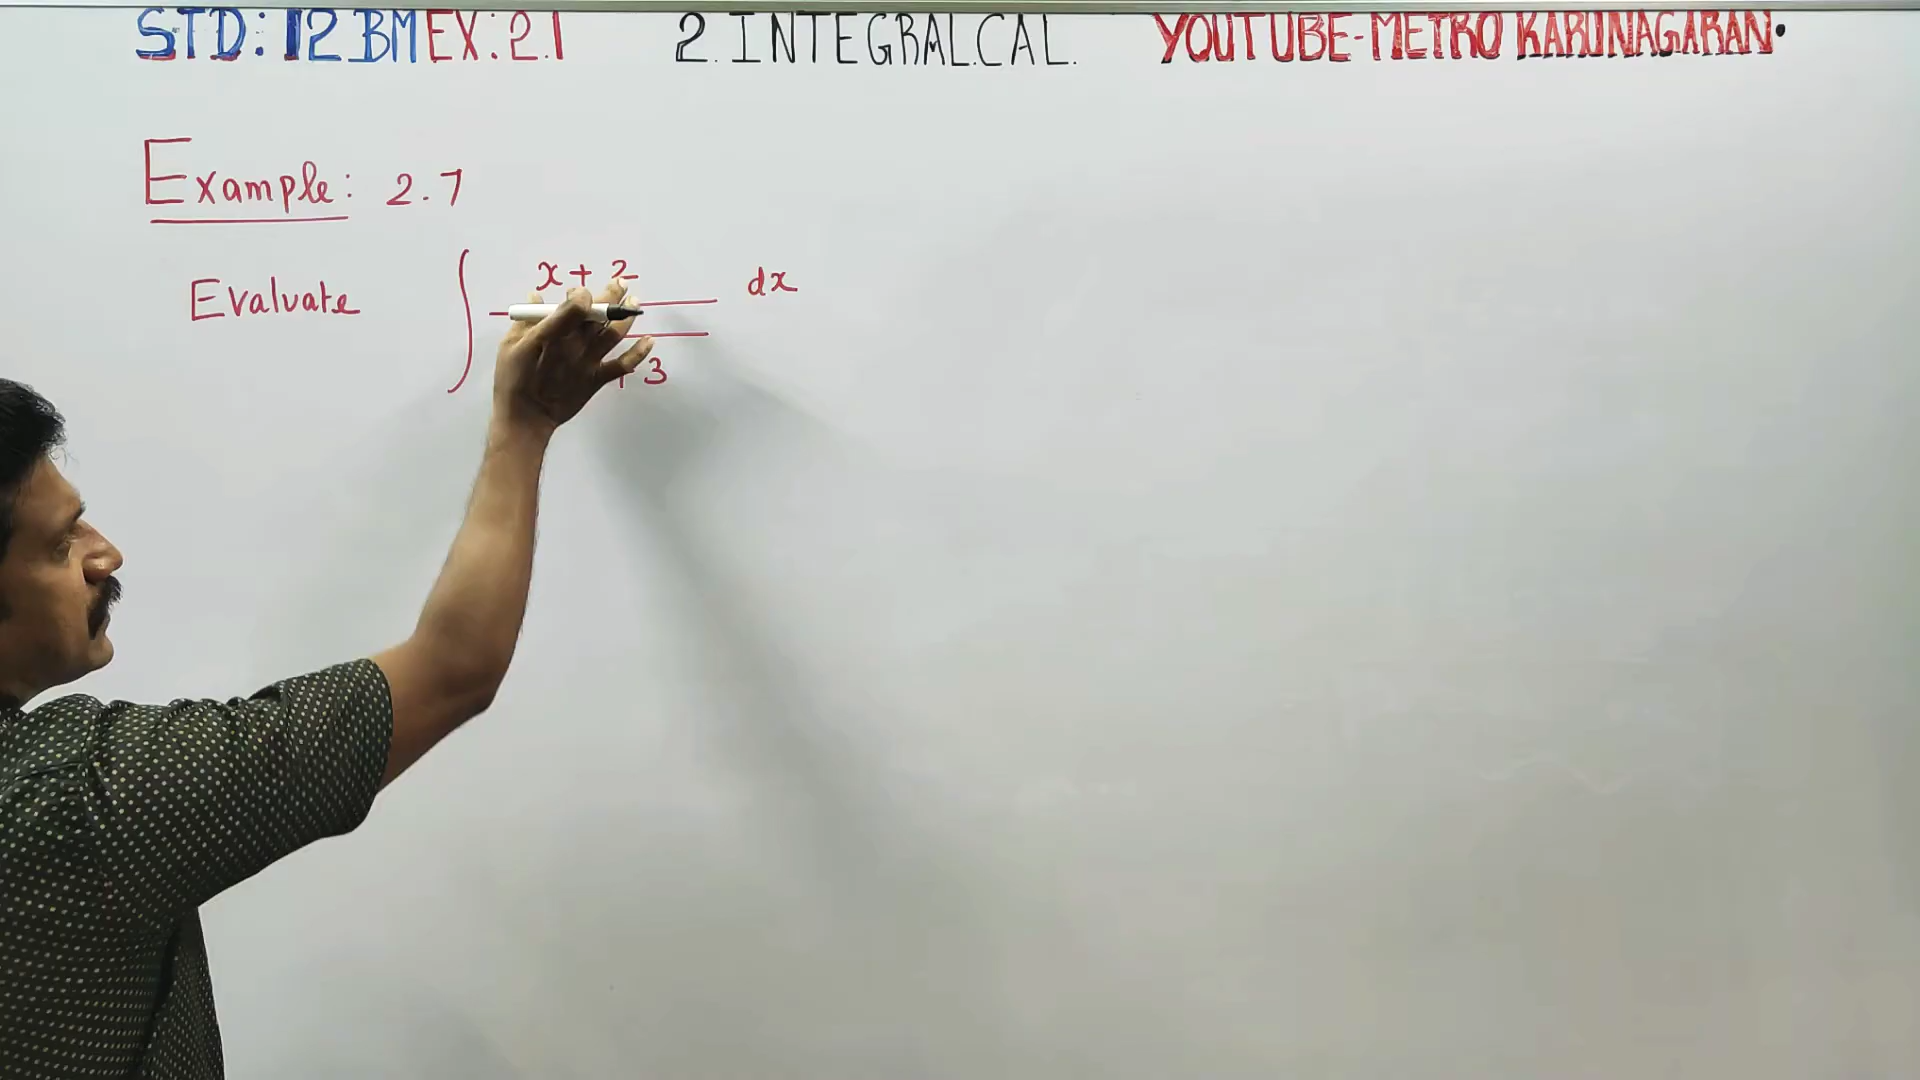 STD: 12 BM EX: 2.1 2. INTEGRAL CAL. YOUTUBE-METRO KARUNAGARAN.
Example: 2.7
Evaluate ∫ x + 2 dx
+ 3